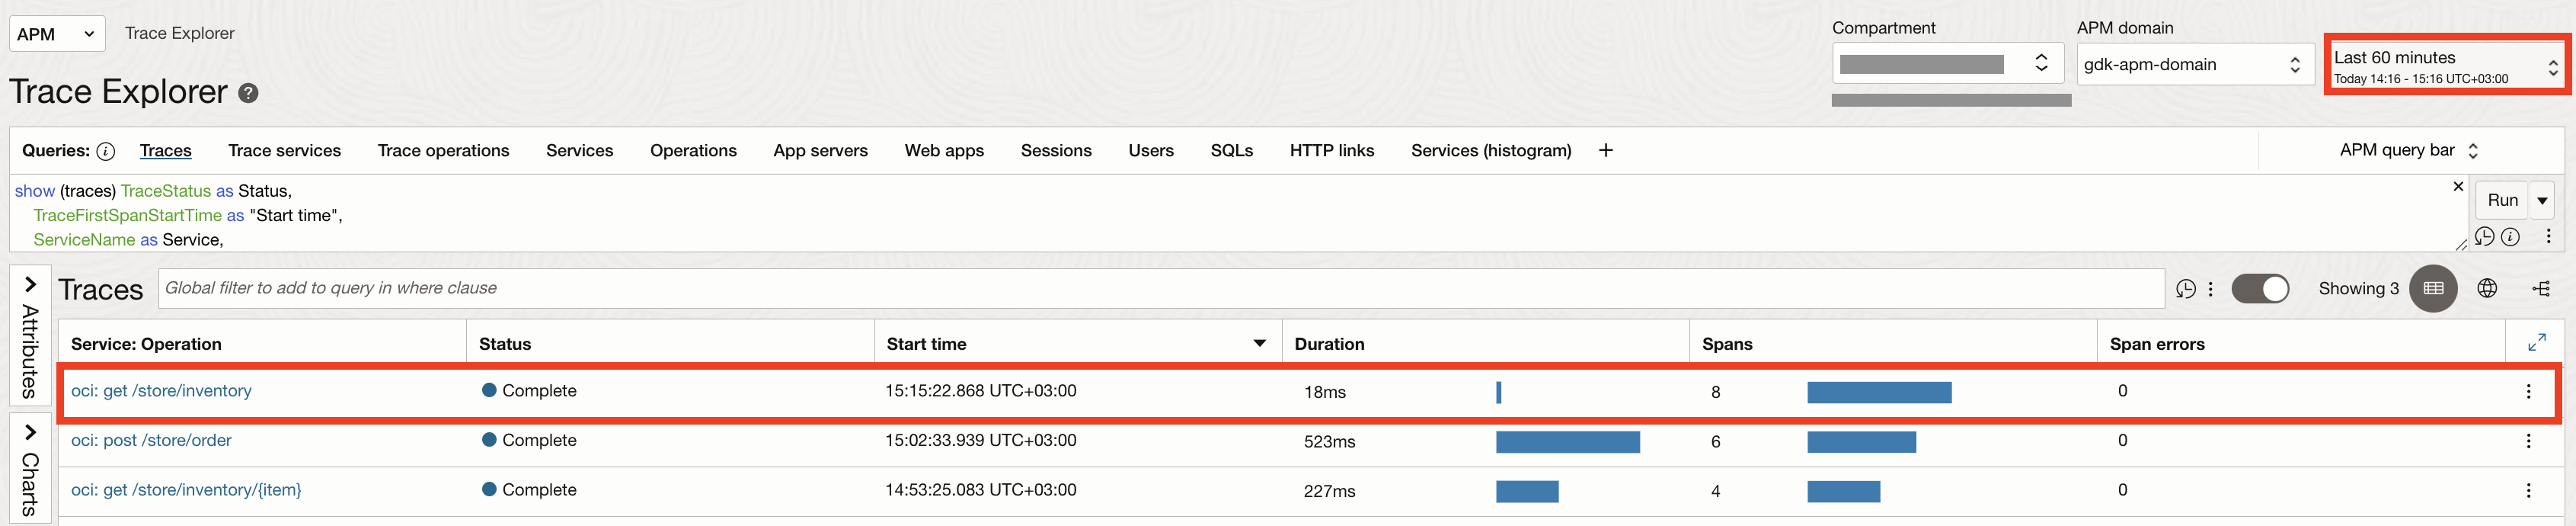 APM
Trace Explorer
Compartment
APM domain
gdk-apm-domain
Last 60 minutes
Today 14:16 - 15:16 UTC+03:00
Trace Explorer ?
Queries: i Traces Trace services Trace operations Services Operations App servers Web apps Sessions Users SQLs HTTP links Services (histogram) + APM query bar
show (traces) TraceStatus as Status,
TraceFirstSpanStartTime as "Start time",
ServiceName as Service,
Run
Attributes
Charts
Traces Global filter to add to query in where clause Showing 3
Service: Operation Status Start time Duration Spans Span errors
oci: get /store/inventory Complete 15:15:22.868 UTC+03:00 18ms 8 0
oci: post /store/order Complete 15:02:33.939 UTC+03:00 523ms 6 0
oci: get /store/inventory/{item} Complete 14:53:25.083 UTC+03:00 227ms 4 0